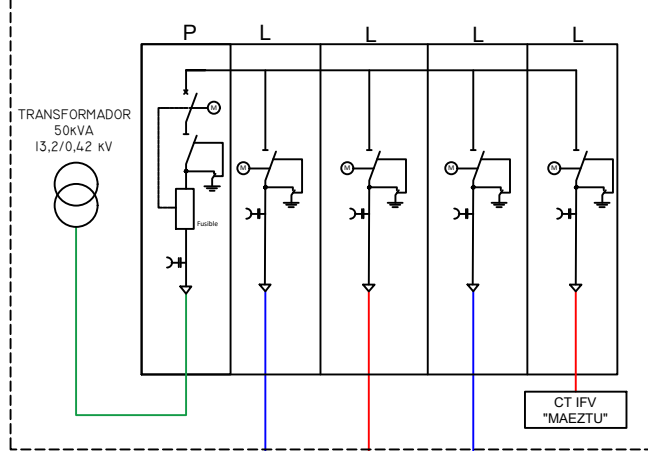 P
L
L
L
L
TRANSFORMADOR
50kVA
13,2/0,42 kV
M
M
M
M
M
Fusible
CT IFV
"MAEZTU"